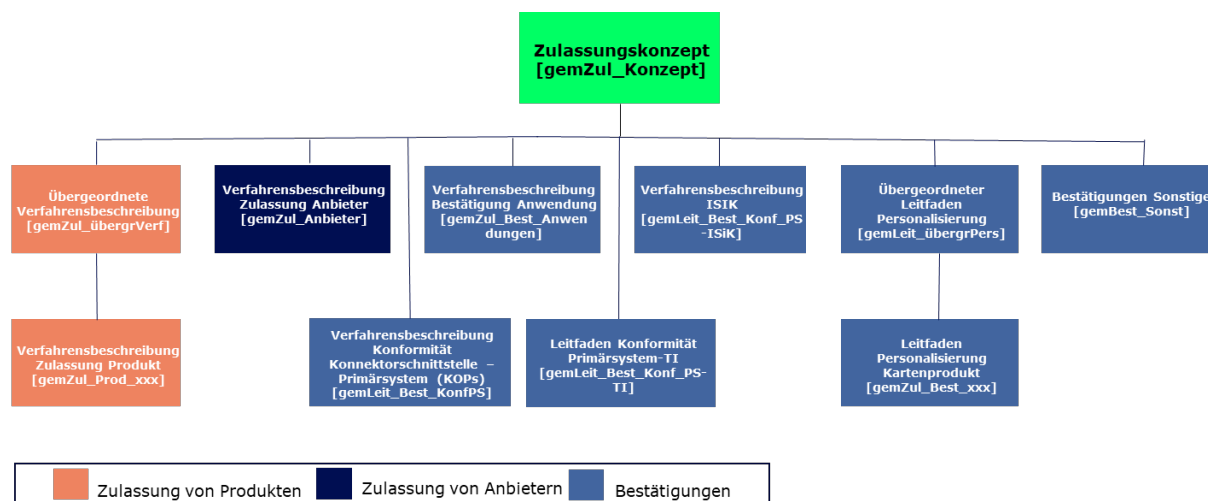 Zulassungskonzept
[gemZul_Konzept]
Übergeordnete
Verfahrensbeschreibung
[gemZul_übergrVerf]
Verfahrensbeschreibung
Zulassung Anbieter
[gemZul_Anbieter]
Verfahrensbeschreibung
Bestätigung Anwendung
[gemZul_Best_Anwen
dungen]
Verfahrensbeschreibung
ISIK
[gemLeit_Best_Konf_PS
-ISiK]
Übergeordneter
Leitfaden
Personalisierung
[gemLeit_übergrPers]
Bestätigungen Sonstige
[gemBest_Sonst]
Verfahrensbeschreibung
Zulassung Produkt
[gemZul_Prod_xxx]
Verfahrensbeschreibung
Konformität
Konnektorschnittstelle –
Primärsystem (KOPs)
[gemLeit_Best_KonfPS]
Leitfaden Konformität
Primärsystem-TI
[gemLeit_Best_Konf_PS-
TI]
Leitfaden
Personalisierung
Kartenprodukt
[gemZul_Best_xxx]
Zulassung von Produkten
Zulassung von Anbietern
Bestätigungen